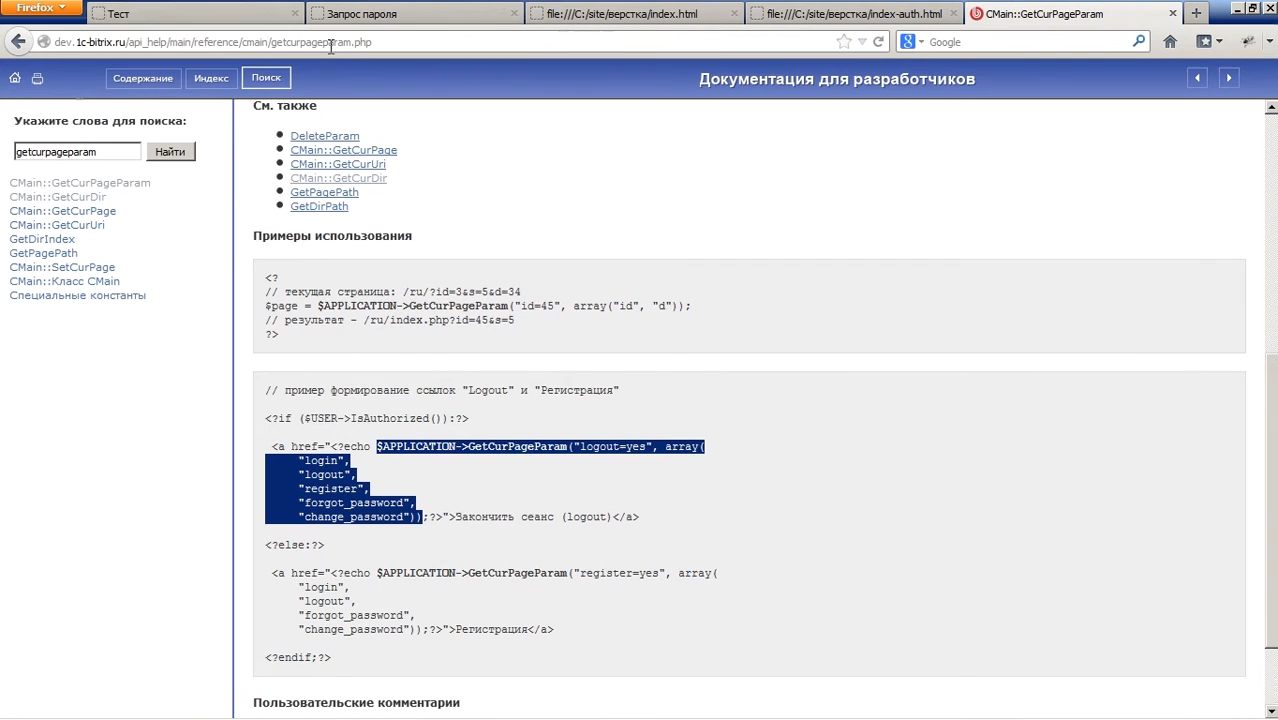 Firefox
Тест
Запрос пароля
file:///C:/site/верстка/index.html
file:///C:/site/верстка/index-auth.html
CMain::GetCurPageParam
dev.1c-bitrix.ru/api_help/main/reference/cmain/getcurpageparam.php
Google
Содержание
Индекс
Поиск
Документация для разработчиков
Укажите слова для поиска:
getcurpageparam
Найти
CMain::GetCurPageParam
CMain::GetCurDir
CMain::GetCurPage
CMain::GetCurUri
GetDirIndex
GetPagePath
CMain::SetCurPage
CMain::Класс CMain
Специальные константы
См. также
DeleteParam
CMain::GetCurPage
CMain::GetCurUri
CMain::GetCurDir
GetPagePath
GetDirPath
Примеры использования
<?
// текущая страница: /ru/?id=3&s=5&d=34
$page = $APPLICATION->GetCurPageParam("id=45", array("id", "d"));
// результат - /ru/index.php?id=45&s=5
?>
// пример формирование ссылок "Logout" и "Регистрация"
<?if ($USER->IsAuthorized()):?>
<a href="<?echo $APPLICATION->GetCurPageParam("logout=yes", array(
"login",
"logout",
"register",
"forgot_password",
"change_password"));?>">Закончить сеанс (logout)</a>
<?else:?>
<a href="<?echo $APPLICATION->GetCurPageParam("register=yes", array(
"login",
"logout",
"forgot_password",
"change_password"));?>">Регистрация</a>
<?endif;?>
Пользовательские комментарии